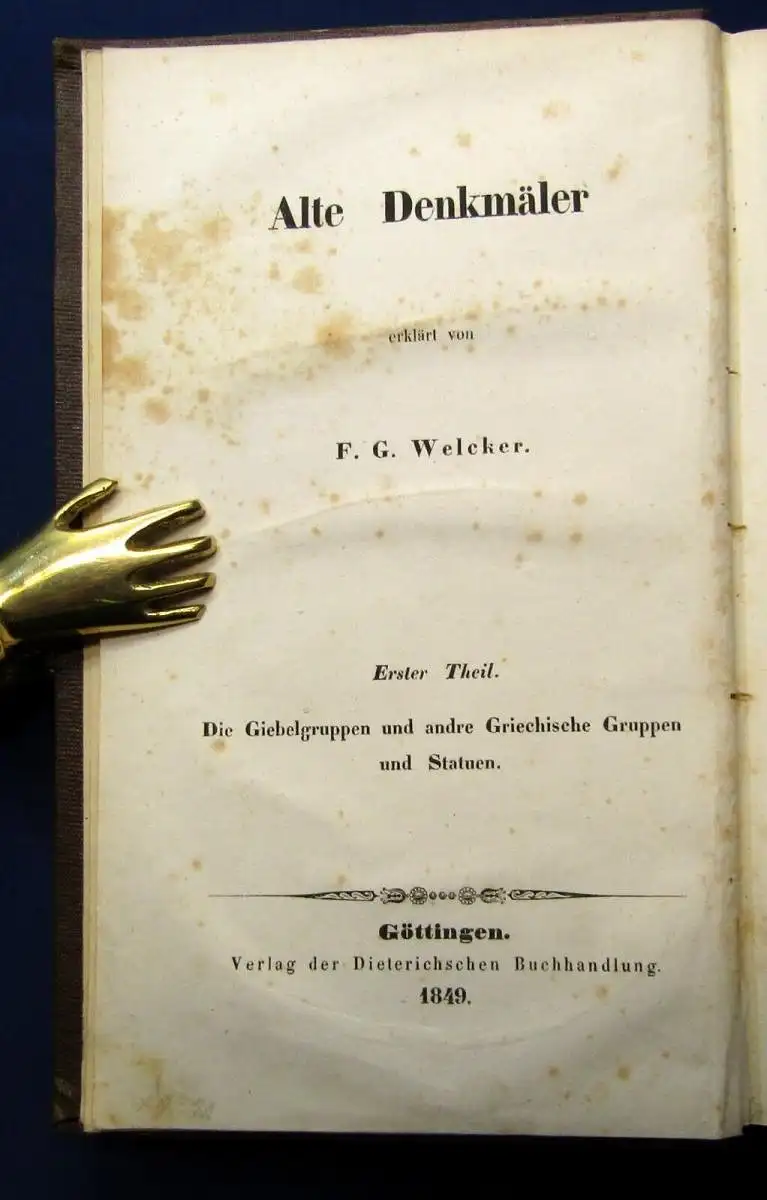 Alte Denkmäler
erklärt von
F. G. Welcker.
Erster Theil.
Die Giebelgruppen und andre Griechische Gruppen
und Statuen.
Göttingen.
Verlag der Dieterichschen Buchhandlung.
1849.